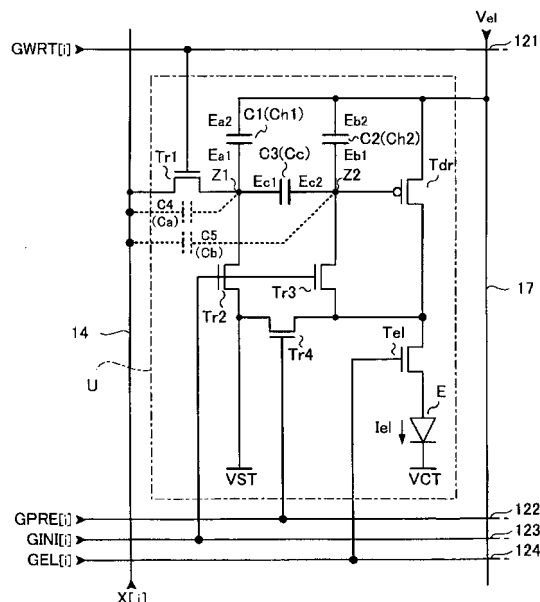 Vel
GWRT[i]
121
Ea2
C1(Ch1)
Eb2
Ea1
C3(Cc)
Eb1
C2(Ch2)
Tr1
Z1
Ec1
Ec2
Z2
Tdr
C4
(Ca)
C5
(Cb)
17
14
Tr2
Tr3
Tr4
Tel
U
E
Iel
VST
VCT
GPRE[i]
122
GINI[i]
123
GEL[i]
124
X[j]